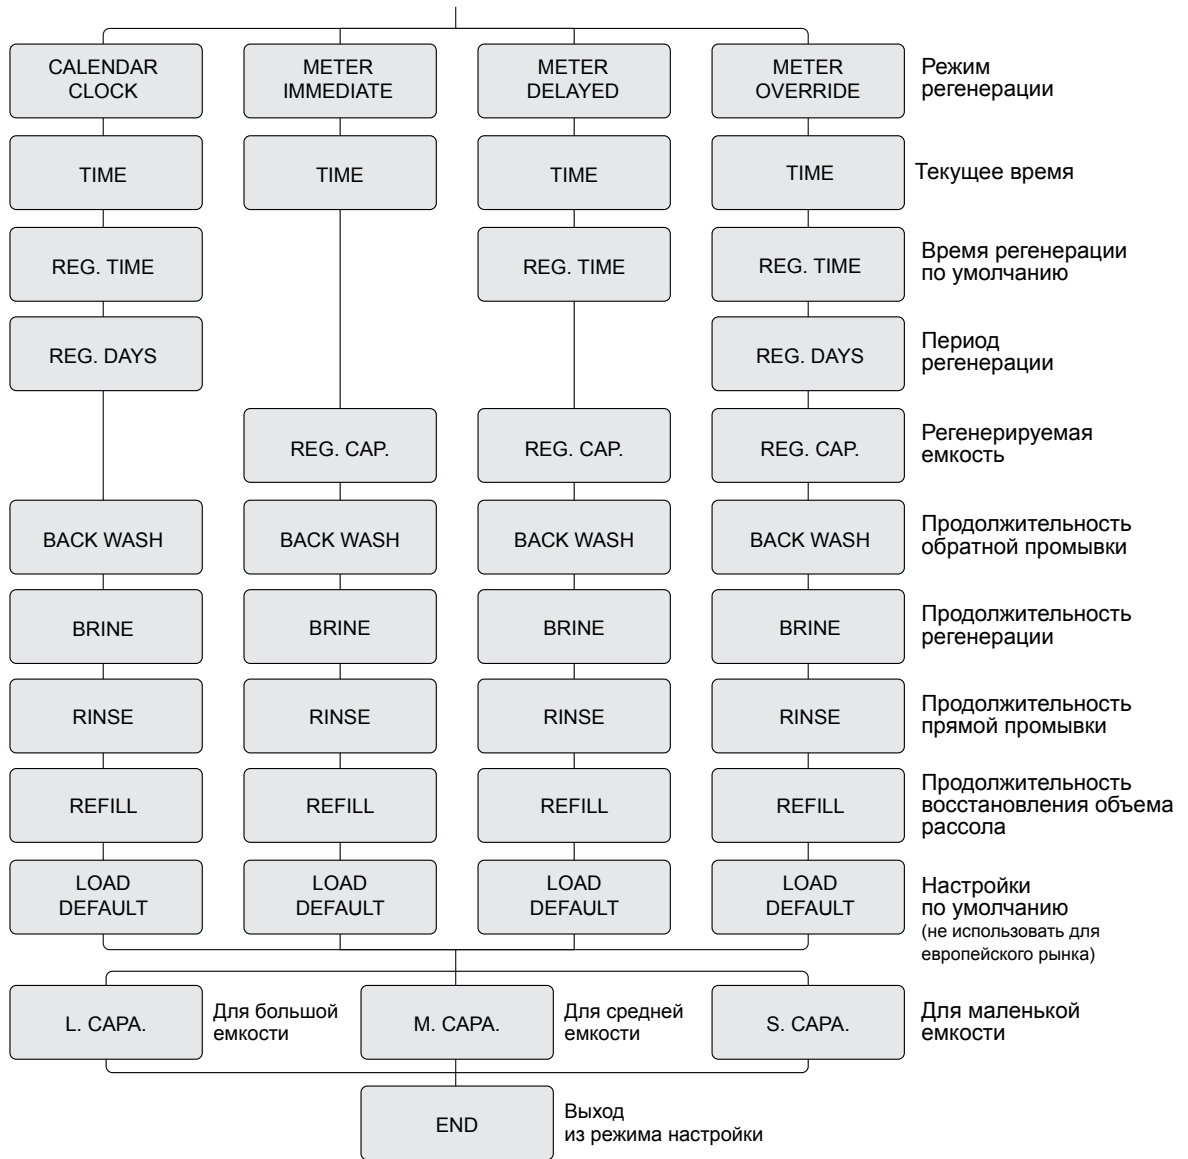 CALENDAR
CLOCK
METER
IMMEDIATE
METER
DELAYED
METER
OVERRIDE
Режим
регенерации
TIME
TIME
TIME
TIME
Текущее время
REG. TIME
REG. TIME
REG. TIME
Время регенерации
по умолчанию
REG. DAYS
REG. DAYS
Период
регенерации
REG. CAP.
REG. CAP.
REG. CAP.
Регенерируемая
емкость
BACK WASH
BACK WASH
BACK WASH
BACK WASH
Продолжительность
обратной промывки
BRINE
BRINE
BRINE
BRINE
Продолжительность
регенерации
RINSE
RINSE
RINSE
RINSE
Продолжительность
прямой промывки
REFILL
REFILL
REFILL
REFILL
Продолжительность
восстановления объема
рассола
LOAD
DEFAULT
LOAD
DEFAULT
LOAD
DEFAULT
LOAD
DEFAULT
Настройки
по умолчанию
(не использовать для
европейского рынка)
L. CAPA.
Для большой
емкости
M. CAPA.
Для средней
емкости
S. CAPA.
Для маленькой
емкости
END
Выход
из режима настройки